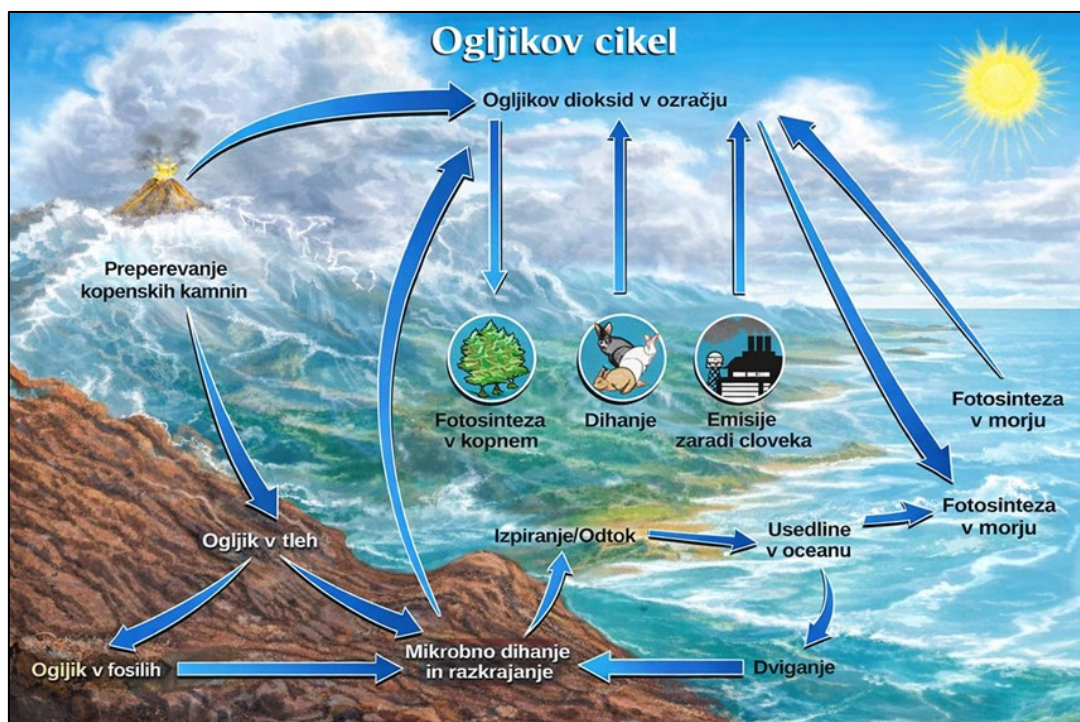 Ogljikov cikel
Ogljikov dioksid v ozračju
Preperevanje
kopenskih kamnin
Fotosinteza
v kopnem
Dihanje
Emisije
zaradi cloveka
Fotosinteza
v morju
Fotosinteza
v morju
Izpiranje/Odtok
Usedline
v oceanu
Ogljik v tleh
Ogljik v fosilih
Mikrobno dihanje
in razkrajanje
Dviganje